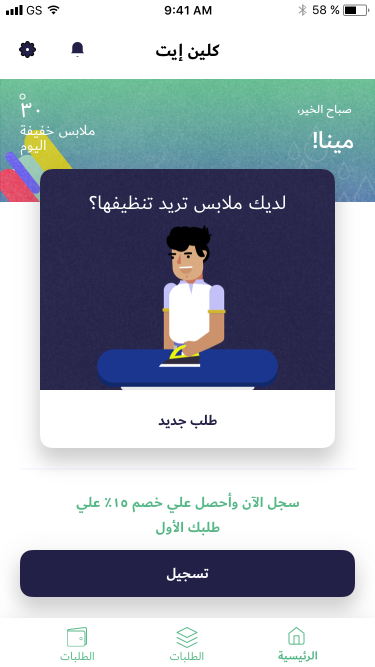 GS 9:41 AM 58 %
كلين إيت
صباح الخير،
مينا!
°٣٠
ملابس خفيفة
اليوم
لديك ملابس تريد تنظيفها؟
طلب جديد
سجل الآن وأحصل علي خصم ١٥٪ علي
طلبك الأول
تسجيل
الرئيسية
الطلبات
الطلبات